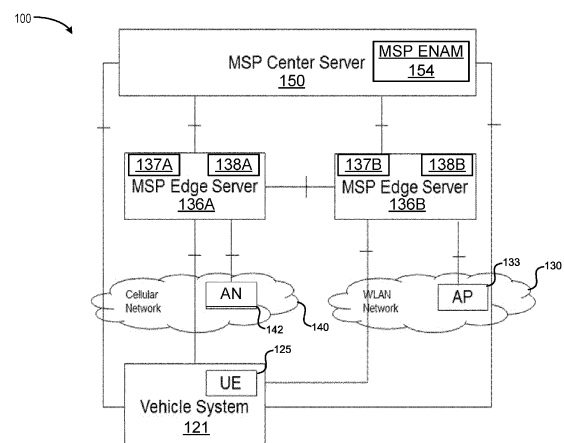 100
MSP Center Server
150
MSP ENAM
154
137A
138A
MSP Edge Server
136A
137B
138B
MSP Edge Server
136B
Cellular
Network
AN
142
140
WLAN
Network
AP
133
130
125
UE
Vehicle System
121